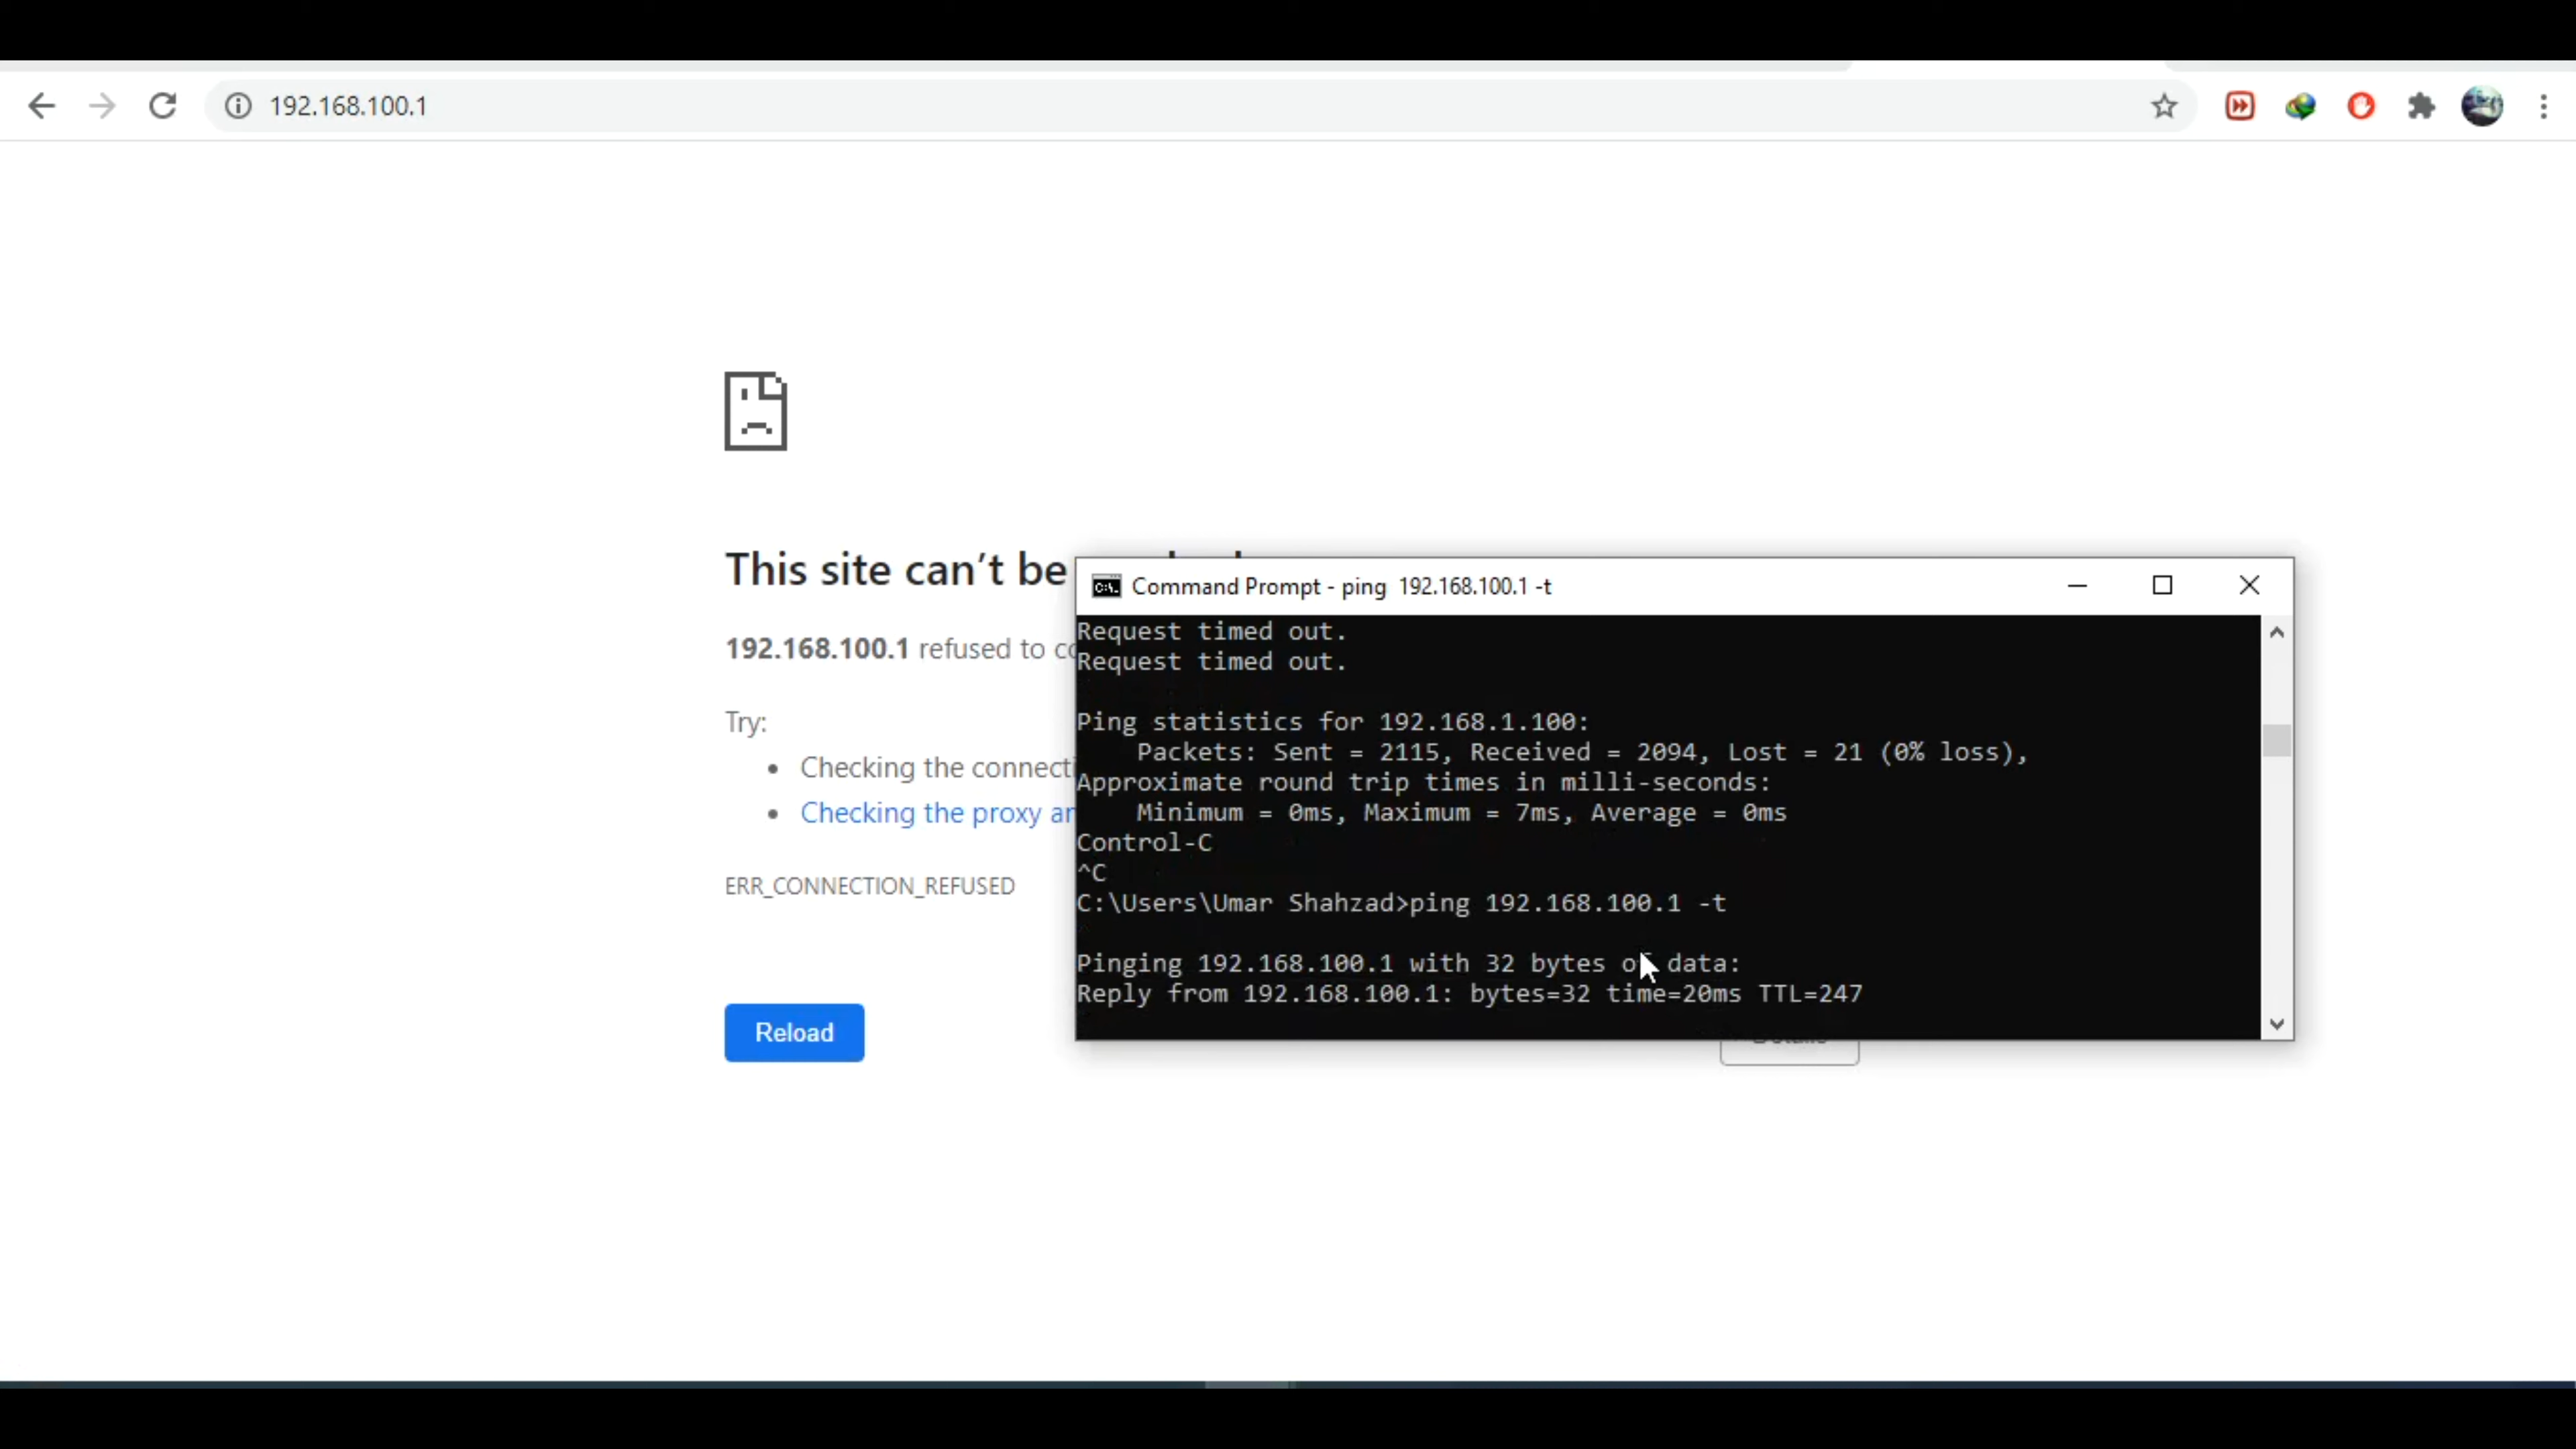 192.168.100.1
This site can't be
192.168.100.1 refused to
Try:
Checking the
Checking the proxy
ERR_CONNECTION_REFUSED
Reload
Command Prompt - ping 192.168.100.1 -t
Request timed out.
Request timed out.
Ping statistics for 192.168.1.100:
Packets: Sent = 2115, Received = 2094, Lost = 21 (0% loss),
Approximate round trip times in milli-seconds:
Minimum = 0ms, Maximum = 7ms, Average = 0ms
Control-C
^C
C:\Users\Umar Shahzad>ping 192.168.100.1 -t
Pinging 192.168.100.1 with 32 bytes of data:
Reply from 192.168.100.1: bytes=32 time=20ms TTL=247